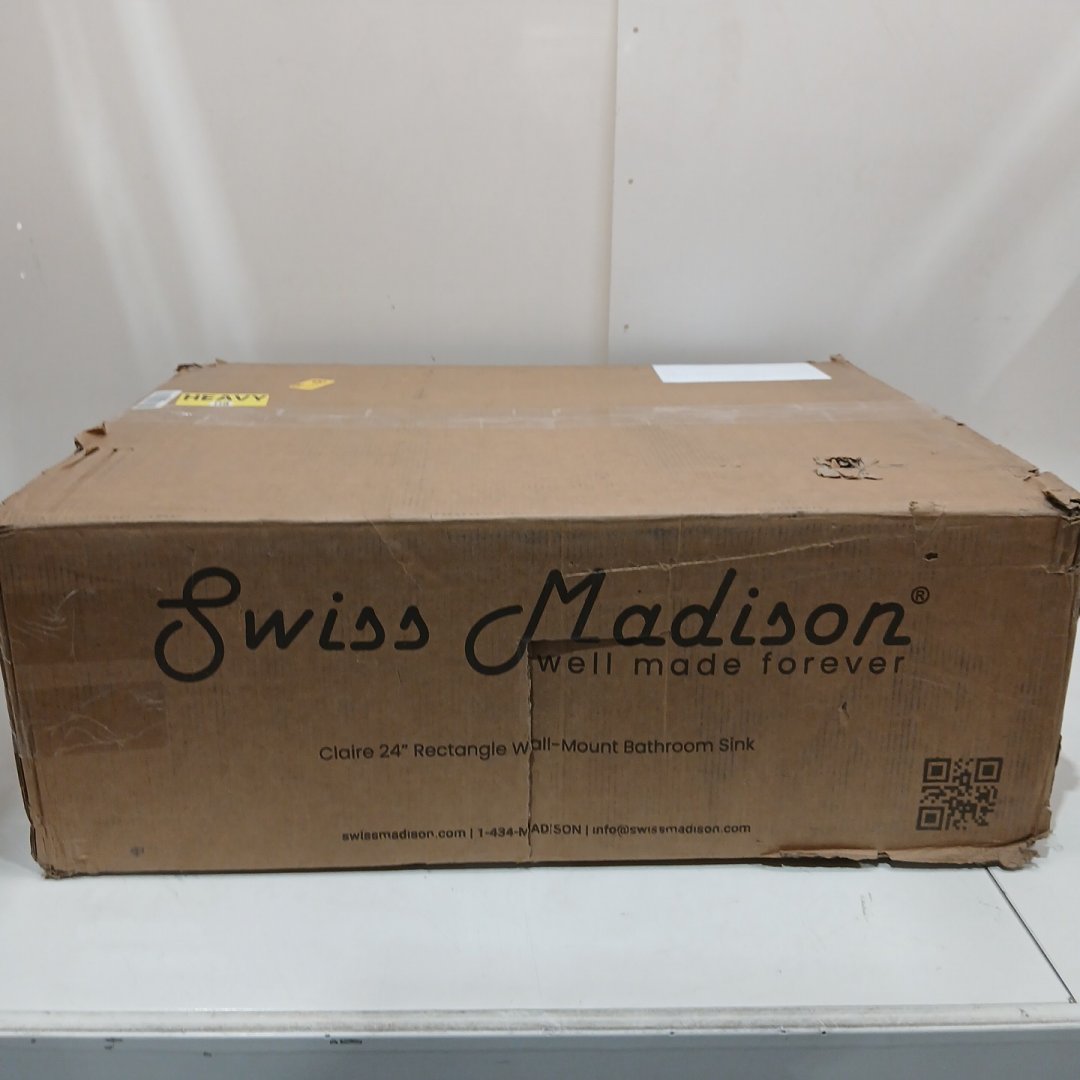 HEAVY
Swiss Madison®
well made forever
Claire 24" Rectangle Wall-Mount Bathroom Sink
swissmadison.com | 1-434-MADISON | info@swissmadison.com